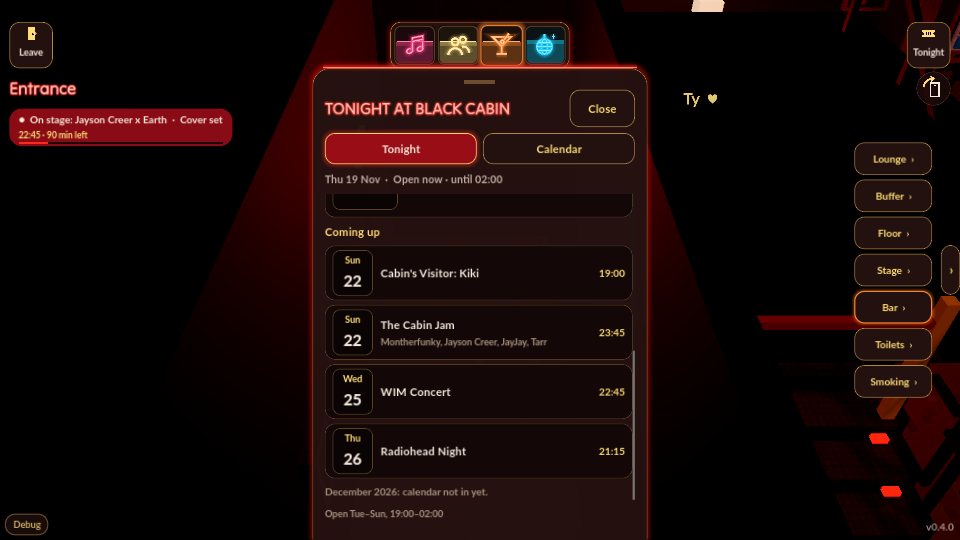 Leave
Tonight
Entrance
On stage: Jayson Creer x Earth · Cover set
22:45 · 90 min left
TONIGHT AT BLACK CABIN
Close
Tonight
Calendar
Thu 19 Nov · Open now · until 02:00
Coming up
Sun
22
Cabin's Visitor: Kiki
19:00
Sun
22
The Cabin Jam
Montherfunky, Jayson Creer, JayJay, Tarr
23:45
Wed
25
WIM Concert
22:45
Thu
26
Radiohead Night
21:15
December 2026: calendar not in yet.
Open Tue–Sun, 19:00–02:00
Ty ♥
Lounge ›
Buffer ›
Floor ›
Stage ›
Bar ›
Toilets ›
Smoking ›
›
Debug
v0.4.0